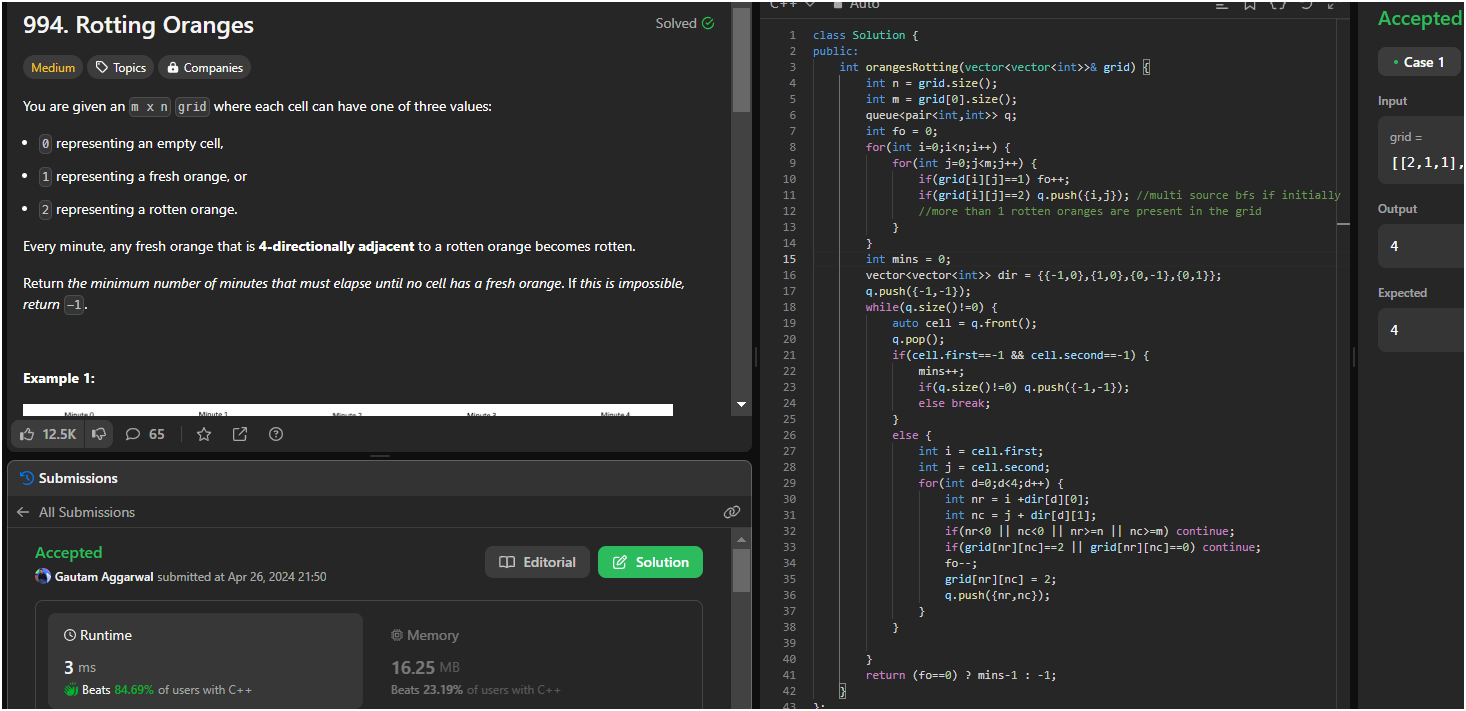 994. Rotting Oranges
Solved
Medium
Topics
Companies
You are given an m x n grid where each cell can have one of three values:
• 0 representing an empty cell,
• 1 representing a fresh orange, or
• 2 representing a rotten orange.
Every minute, any fresh orange that is 4-directionally adjacent to a rotten orange becomes rotten.
Return the minimum number of minutes that must elapse until no cell has a fresh orange. If this is impossible,
return -1.
Example 1:
Minute 0 Minute 1 Minute 2 Minute 3 Minute 4
12.5K
65
Submissions
All Submissions
Accepted
Gautam Aggarwal submitted at Apr 26, 2024 21:50
Editorial
Solution
Runtime
3 ms
Beats 84.69% of users with C++
Memory
16.25 MB
Beats 23.19% of users with C++
C++
Auto
1 class Solution {
2 public:
3 int orangesRotting(vector<vector<int>>& grid) {
4 int n = grid.size();
5 int m = grid[0].size();
6 queue<pair<int,int>> q;
7 int fo = 0;
8 for(int i=0;i<n;i++) {
9 for(int j=0;j<m;j++) {
10 if(grid[i][j]==1) fo++;
11 if(grid[i][j]==2) q.push({i,j}); //multi source bfs if initially
12 //more than 1 rotten oranges are present in the grid
13 }
14 }
15 int mins = 0;
16 vector<vector<int>> dir = {{-1,0},{1,0},{0,-1},{0,1}};
17 q.push({-1,-1});
18 while(q.size()!=0) {
19 auto cell = q.front();
20 q.pop();
21 if(cell.first==-1 && cell.second==-1) {
22 mins++;
23 if(q.size()!=0) q.push({-1,-1});
24 else break;
25 }
26 else {
27 int i = cell.first;
28 int j = cell.second;
29 for(int d=0;d<4;d++) {
30 int nr = i +dir[d][0];
31 int nc = j + dir[d][1];
32 if(nr<0 || nc<0 || nr>=n || nc>=m) continue;
33 if(grid[nr][nc]==2 || grid[nr][nc]==0) continue;
34 fo--;
35 grid[nr][nc] = 2;
36 q.push({nr,nc});
37 }
38 }
39
40 }
41 return (fo==0) ? mins-1 : -1;
42 }
43 };
Accepted
• Case 1
Input
grid =
[[2,1,1],
Output
4
Expected
4